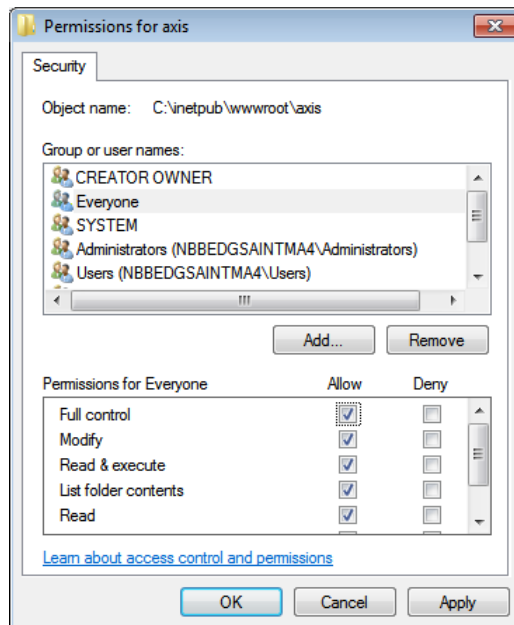 Permissions for axis
Security
Object name: C:\inetpub\wwwroot\axis
Group or user names:
CREATOR OWNER
Everyone
SYSTEM
Administrators (NBBEDGSAINTMA4\Administrators)
Users (NBBEDGSAINTMA4\Users)
Add... Remove
Permissions for Everyone Allow Deny
Full control
Modify
Read & execute
List folder contents
Read
Learn about access control and permissions
OK Cancel Apply